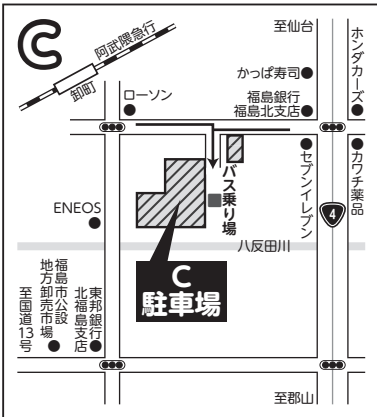 C
至仙台
阿武隈急行
卸町
ホンダカーズ
かっぱ寿司
ローソン
福島銀行
福島北支店
セブンイレブン
カワチ薬品
バス乗り場
ENEOS
4
八反田川
C
駐車場
東邦銀行
北福島支店
福島市公設
地方卸売市場
至国道13号
至郡山